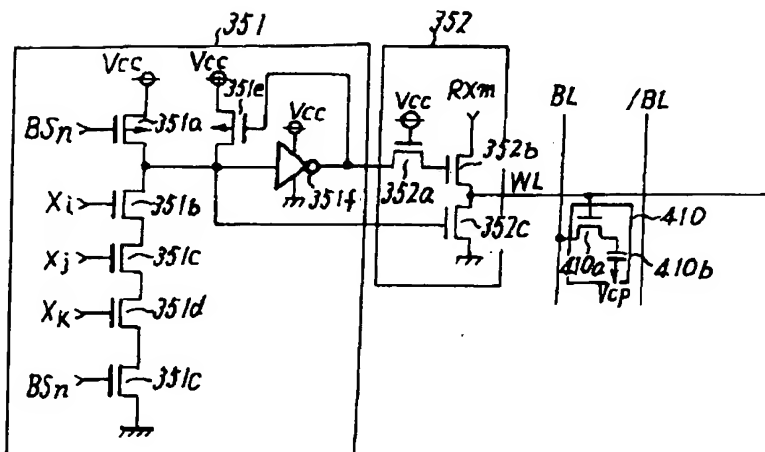 351
352
Vcc
Vcc
351e
Vcc
Vcc
RXm
BL
/BL
BSn
351a
352b
WL
351f
352a
Xi
351b
352c
410
Xj
351c
410a
410b
Vcp
XK
351d
BSn
351c